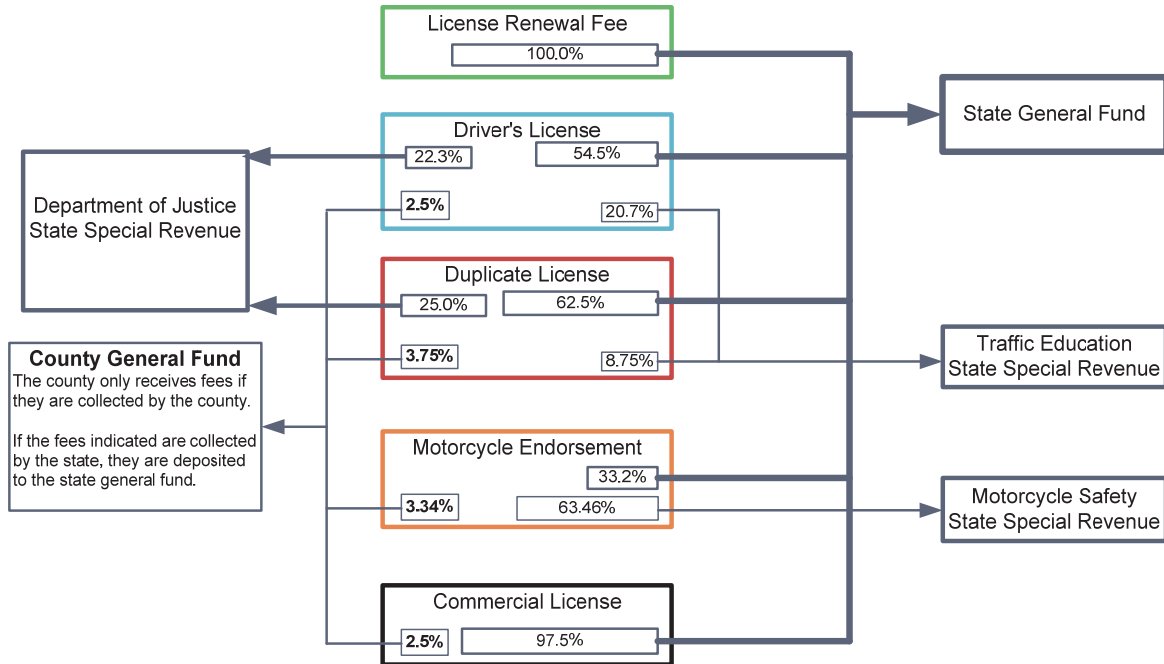 License Renewal Fee
100.0%
State General Fund
Driver's License
22.3%
54.5%
2.5%
20.7%
Department of Justice
State Special Revenue
Duplicate License
25.0%
62.5%
3.75%
8.75%
Traffic Education
State Special Revenue
County General Fund
The county only receives fees if
they are collected by the county.
If the fees indicated are collected
by the state, they are deposited
to the state general fund.
Motorcycle Endorsement
33.2%
3.34%
63.46%
Motorcycle Safety
State Special Revenue
Commercial License
2.5%
97.5%